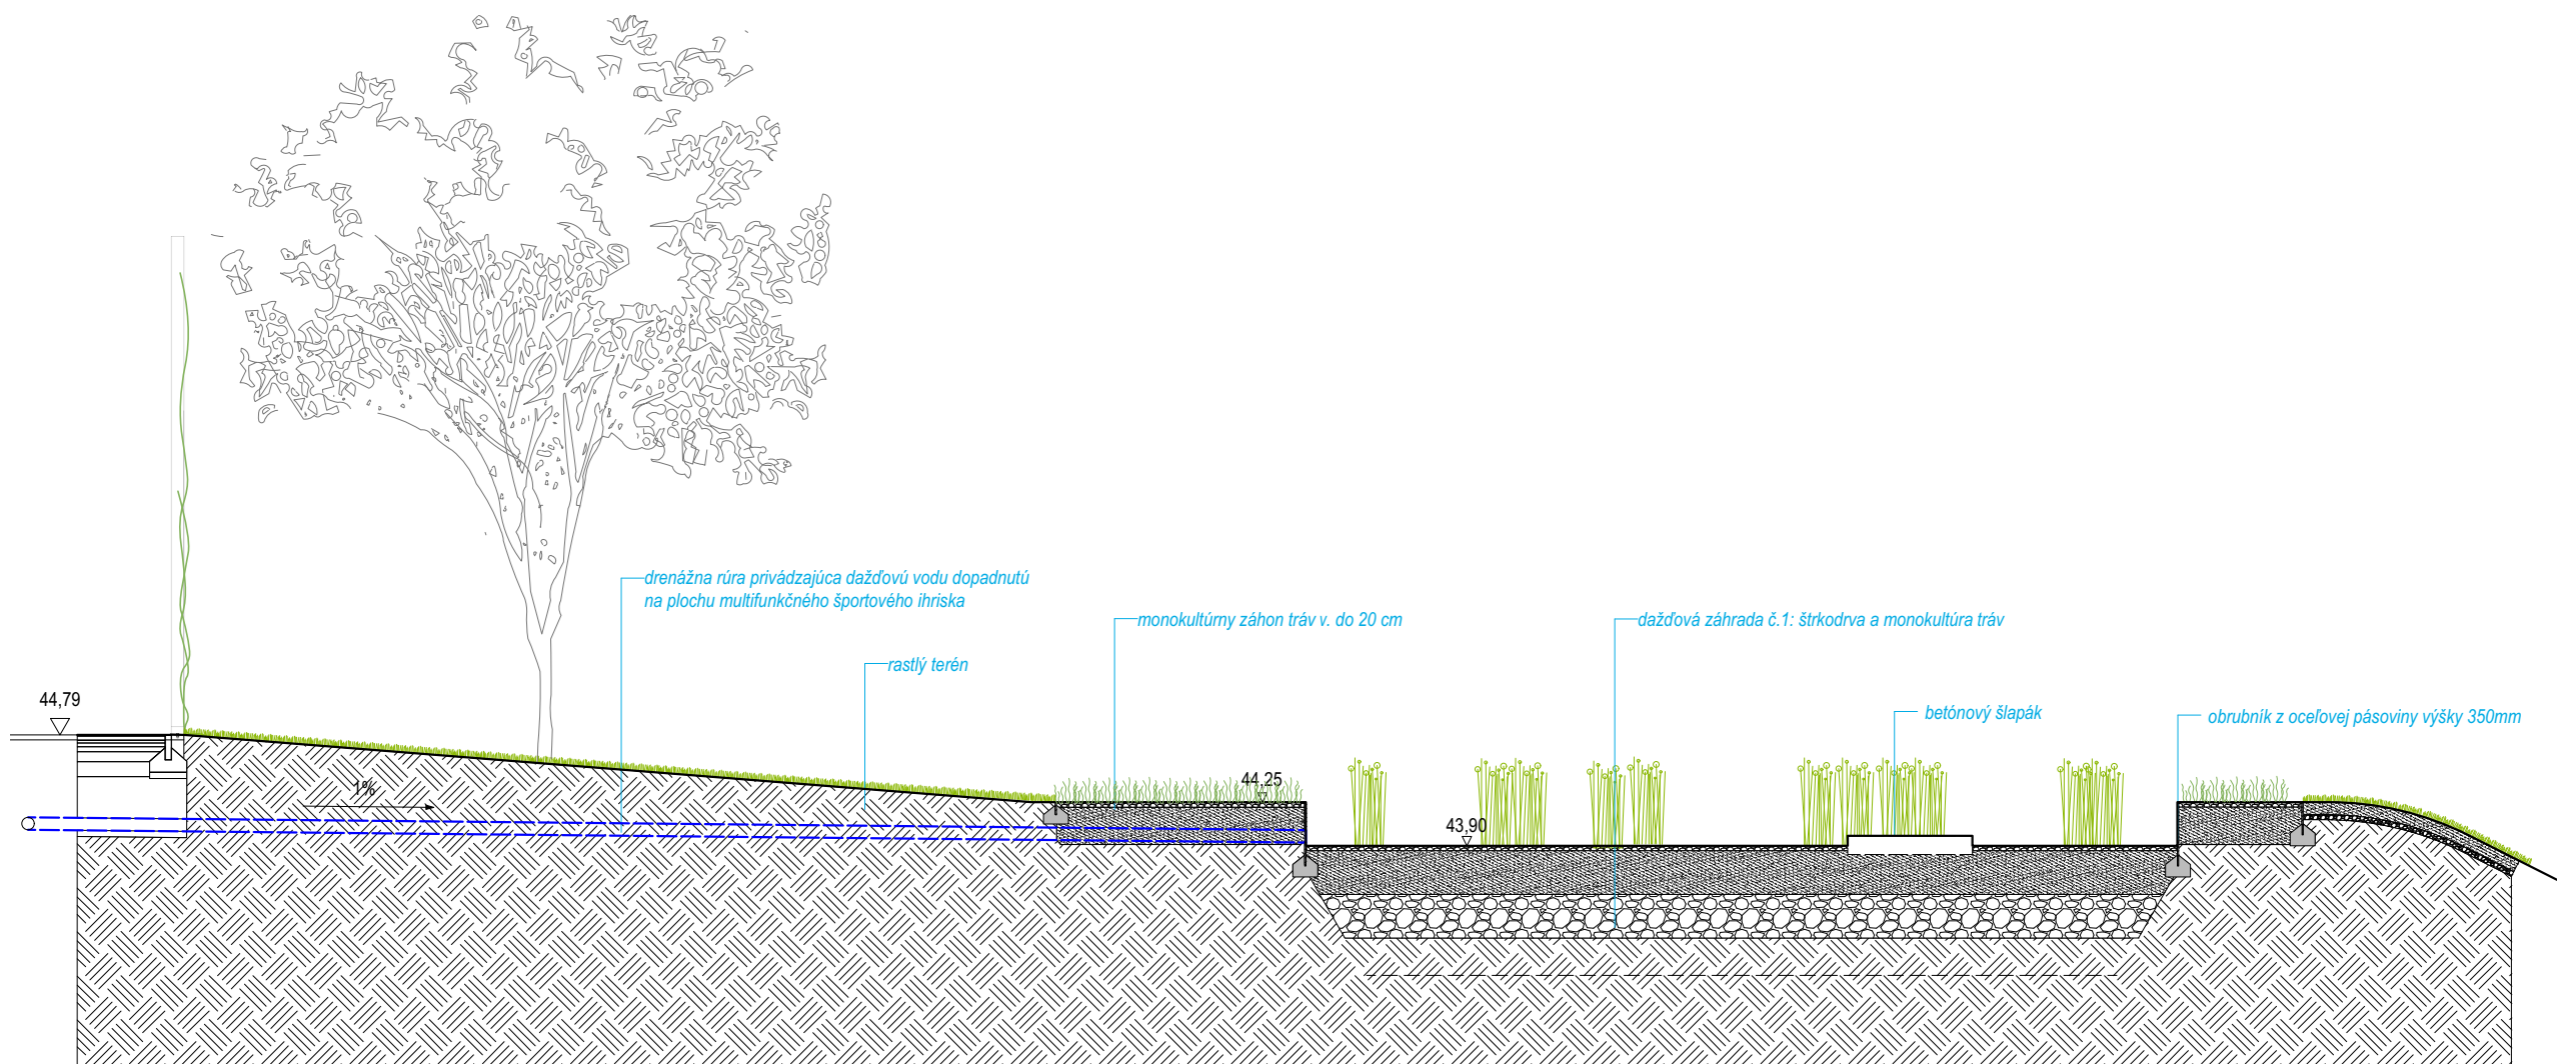 drenážna rúra privádzajúca dažďovú vodu dopadnutú
na plochu multifunkčného športového ihriska
monokultúrny záhon tráv v. do 20 cm
dažďová záhrada č.1: štrkodrva a monokultúra tráv
rastlý terén
44,79
betónový šlapák
obrubník z oceľovej pásoviny výšky 350mm
44,25
1%
43,90